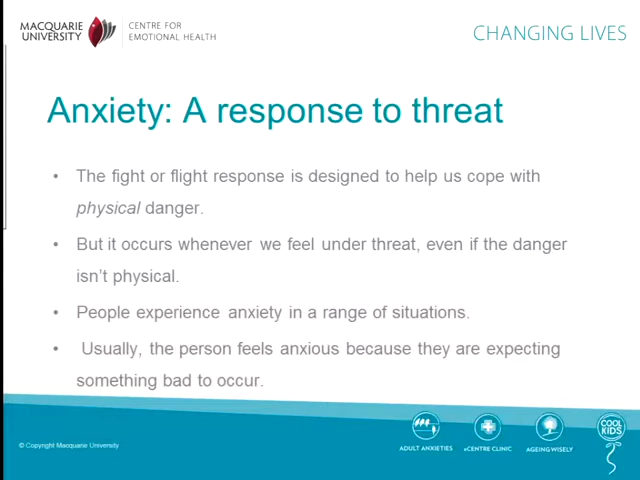 MACQUARIE
UNIVERSITY
CENTRE FOR
EMOTIONAL HEALTH
CHANGING LIVES
Anxiety: A response to threat
• The fight or flight response is designed to help us cope with
physical danger.
• But it occurs whenever we feel under threat, even if the danger
isn't physical.
• People experience anxiety in a range of situations.
• Usually, the person feels anxious because they are expecting
something bad to occur.
© Copyright Macquarie University
ADULT ANXIETIES
eCENTRE CLINIC
AGEING WISELY
COOL
KIDS